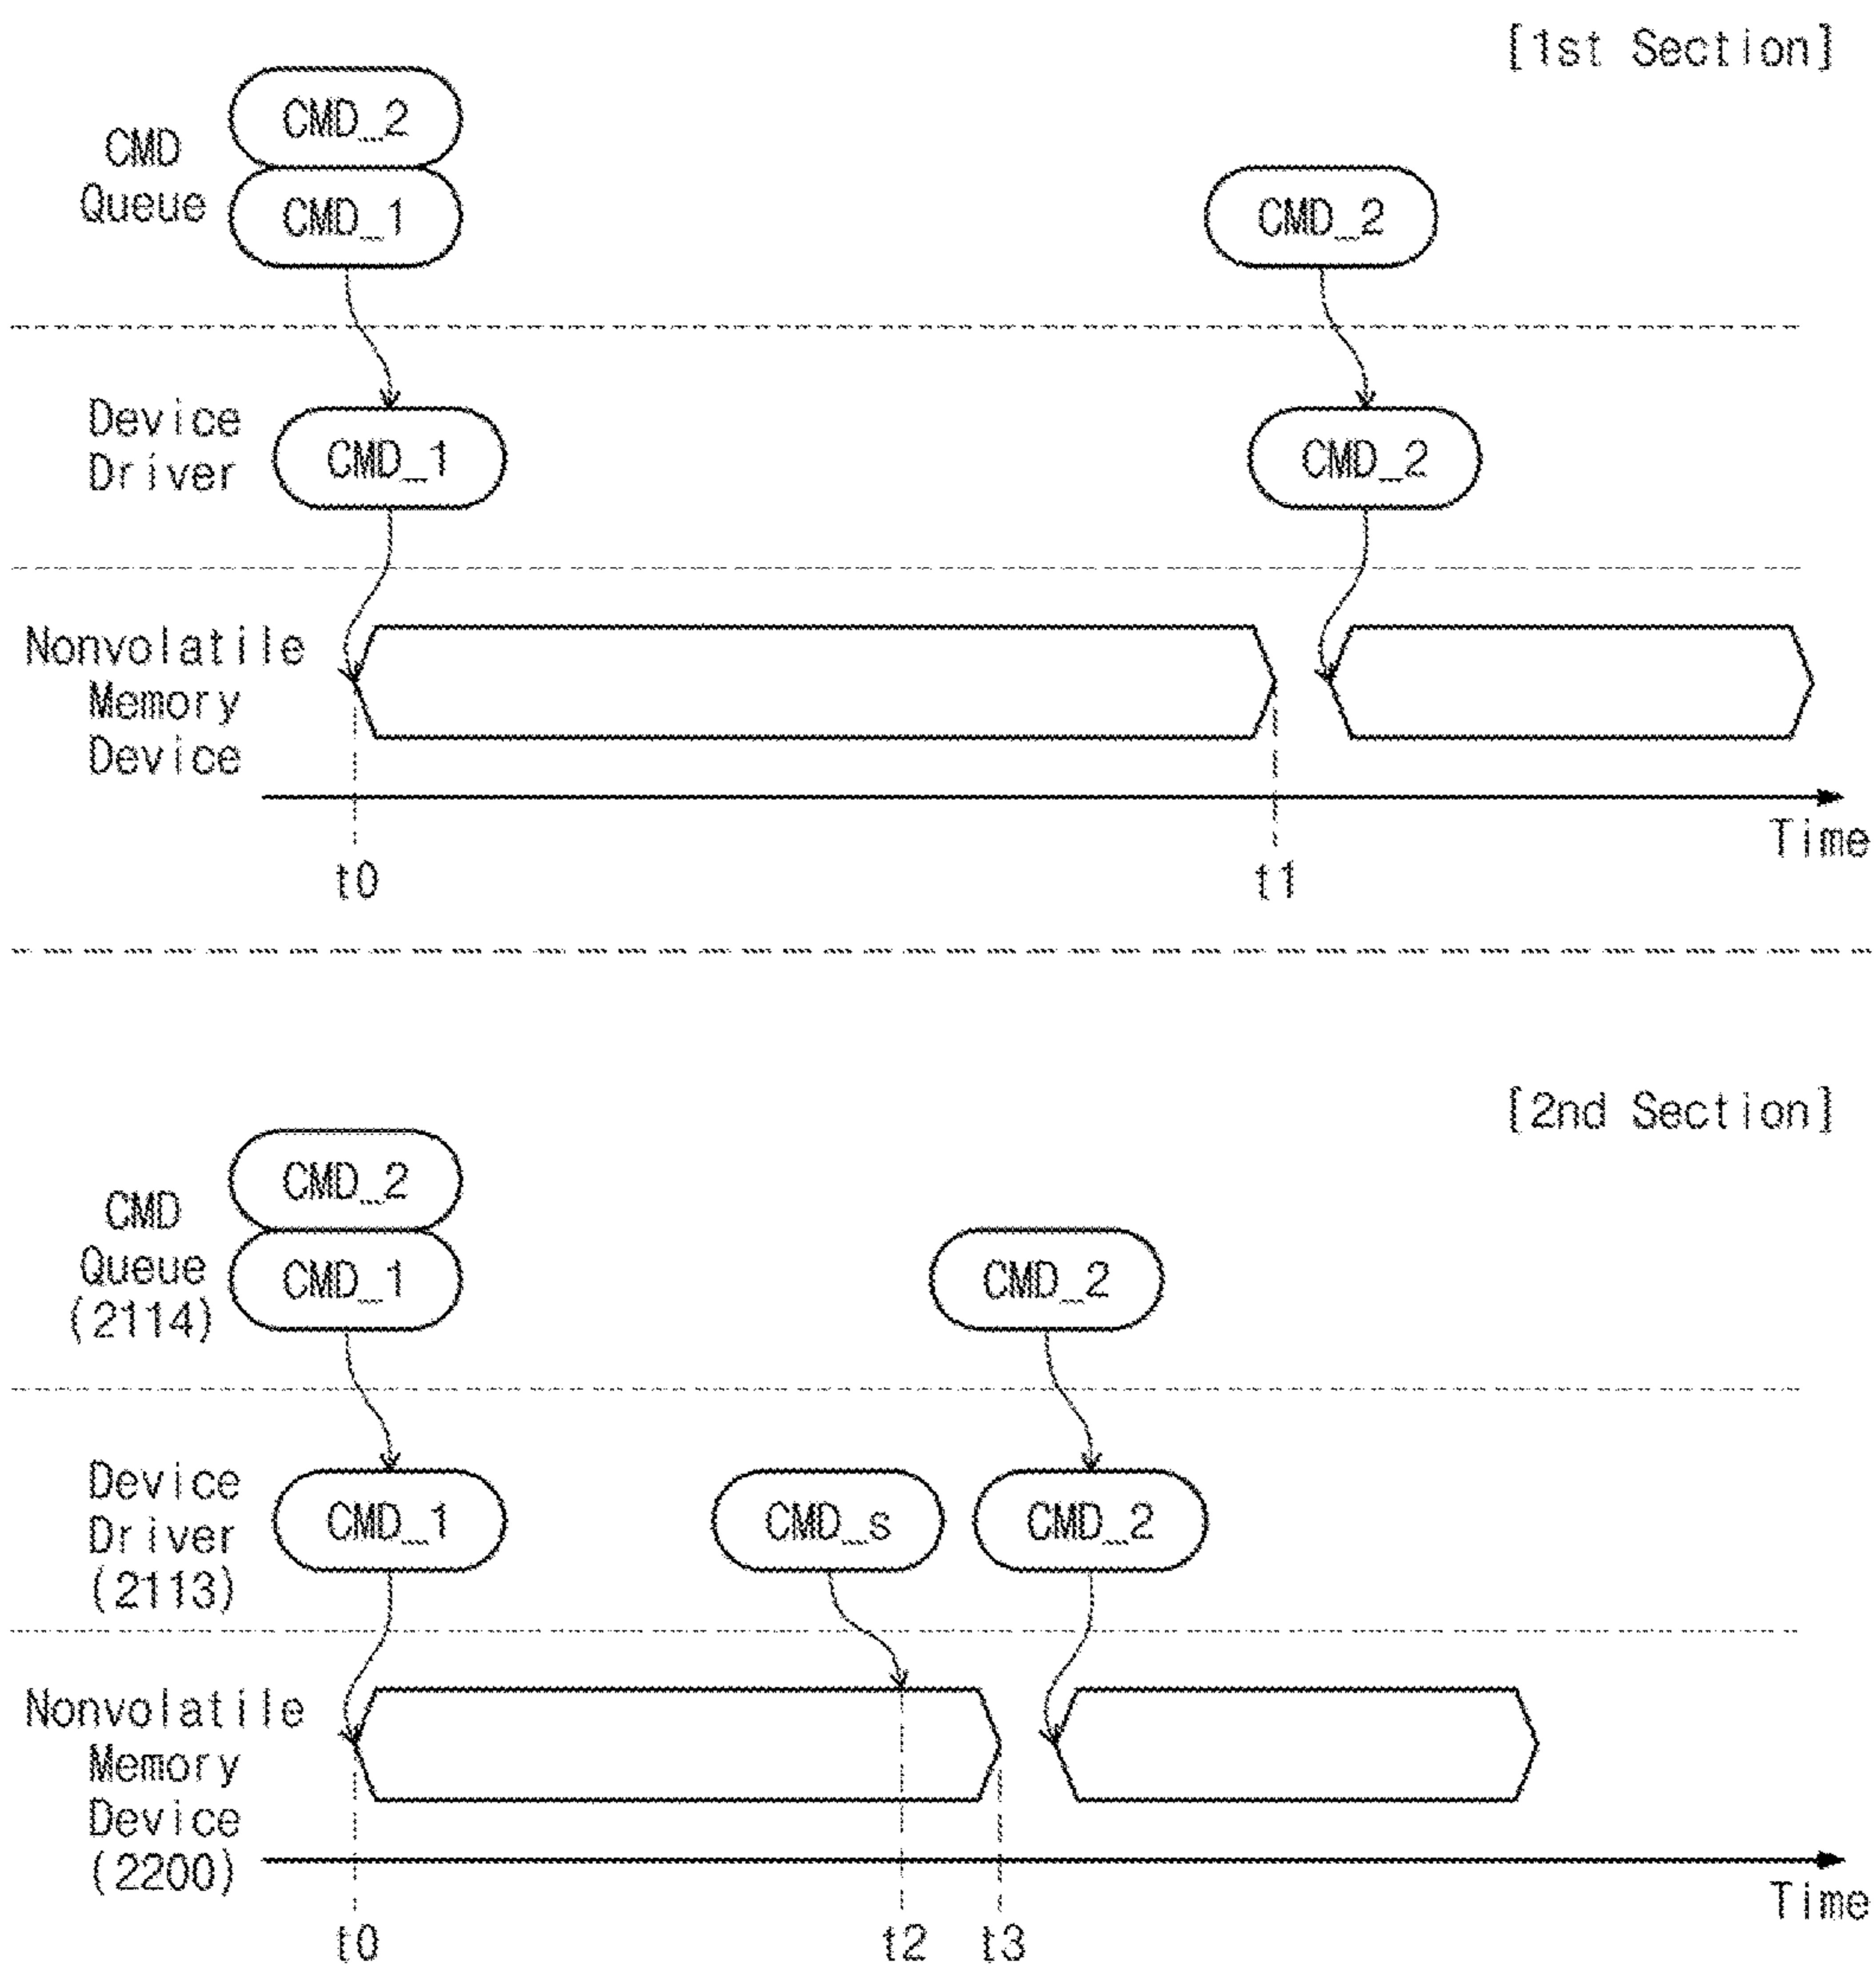 [1st Section]
CMD_2
CMD
Queue
CMD_1
CMD_2
Device
Driver
CMD_1
CMD_2
Nonvolatile
Memory
Device
Time
t0
t1
[2nd Section]
CMD_2
CMD
Queue
(2114)
CMD_1
CMD_2
Device
Driver
(2113)
CMD_1
CMD_s
CMD_2
Nonvolatile
Memory
Device
(2200)
Time
t0
t2
t3